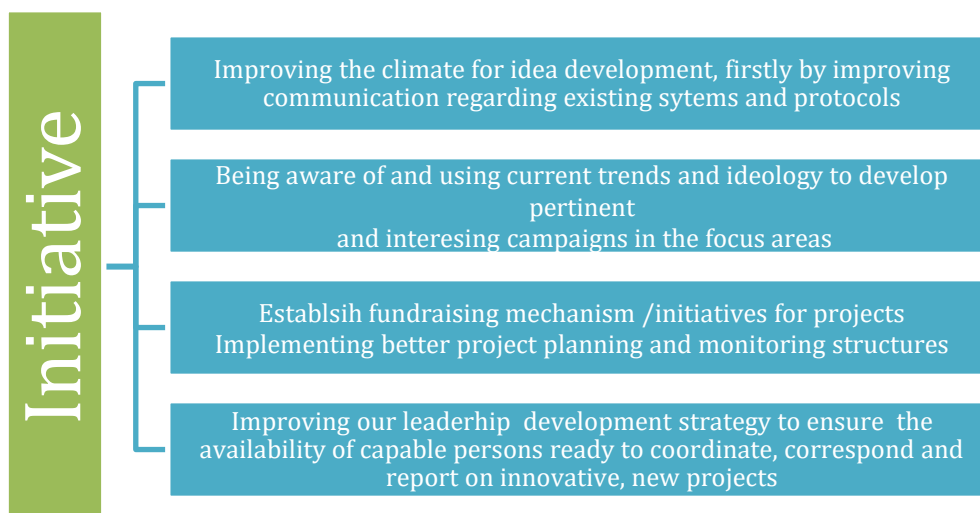 Initiative
Improving the climate for idea development, firstly by improving
communication regarding existing sytems and protocols
Being aware of and using current trends and ideology to develop
pertinent
and interesing campaigns in the focus areas
Establsih fundraising mechanism /initiatives for projects
Implementing better project planning and monitoring structures
Improving our leaderhip  development strategy to ensure  the
availability of capable persons ready to coordinate, correspond and
report on innovative, new projects